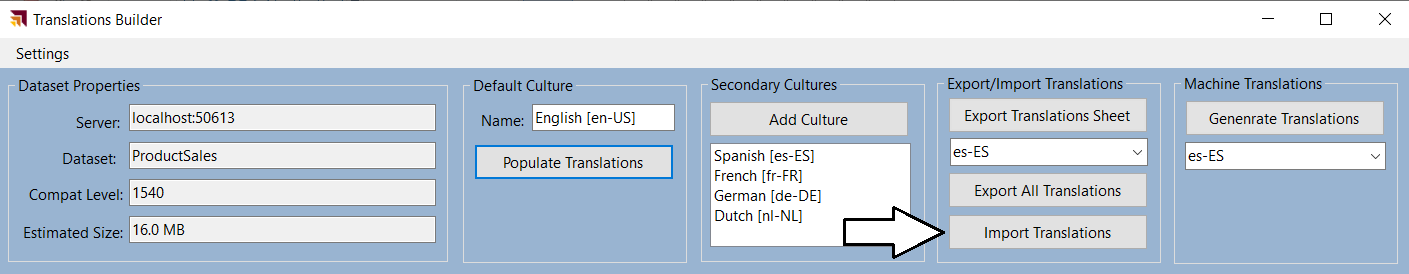 Translations Builder
Settings
Dataset Properties
Server: localhost:50613
Dataset: ProductSales
Compat Level: 1540
Estimated Size: 16.0 MB
Default Culture
Name: English [en-US]
Populate Translations
Secondary Cultures
Add Culture
Spanish [es-ES]
French [fr-FR]
German [de-DE]
Dutch [nl-NL]
Export/Import Translations
Export Translations Sheet
es-ES
Export All Translations
Import Translations
Machine Translations
Genenrate Translations
es-ES